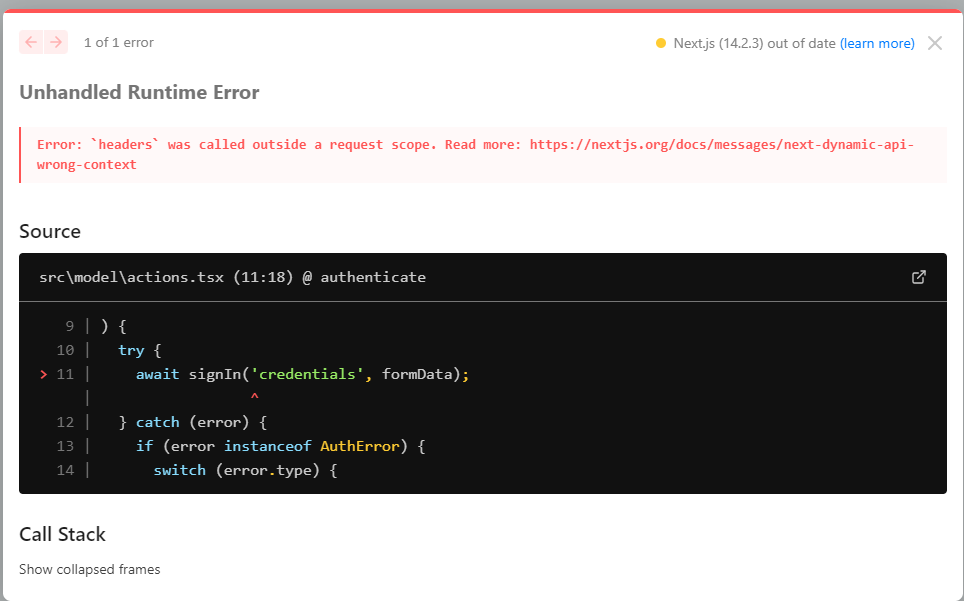 1 of 1 error
Next.js (14.2.3) out of date (learn more)
Unhandled Runtime Error
Error: `headers` was called outside a request scope. Read more: https://nextjs.org/docs/messages/next-dynamic-api-
wrong-context
Source
src\model\actions.tsx (11:18) @ authenticate
9 | ) {
10 |   try {
> 11 |     await signIn('credentials', formData);
|                  ^
12 |   } catch (error) {
13 |     if (error instanceof AuthError) {
14 |       switch (error.type) {
Call Stack
Show collapsed frames